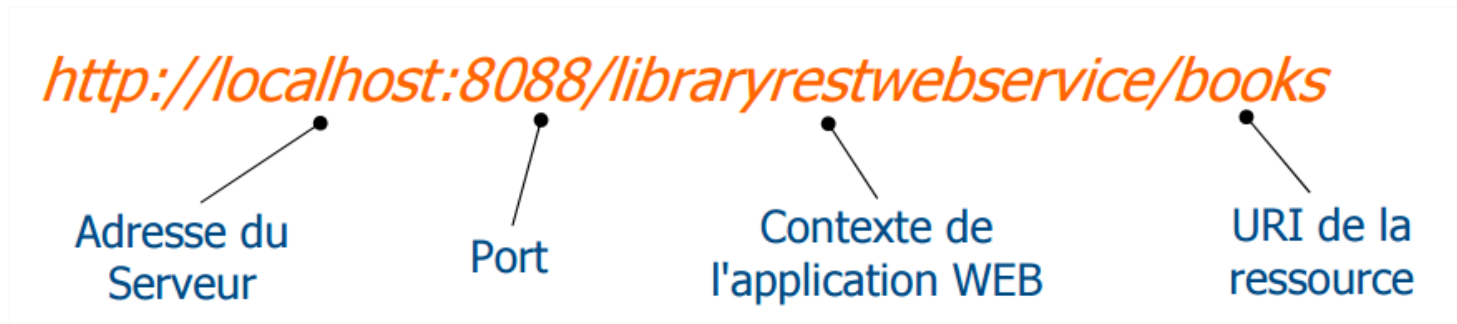 http://localhost:8088/libraryrestwebservice/books
Adresse du
Serveur
Port
Contexte de
l'application WEB
URI de la
ressource